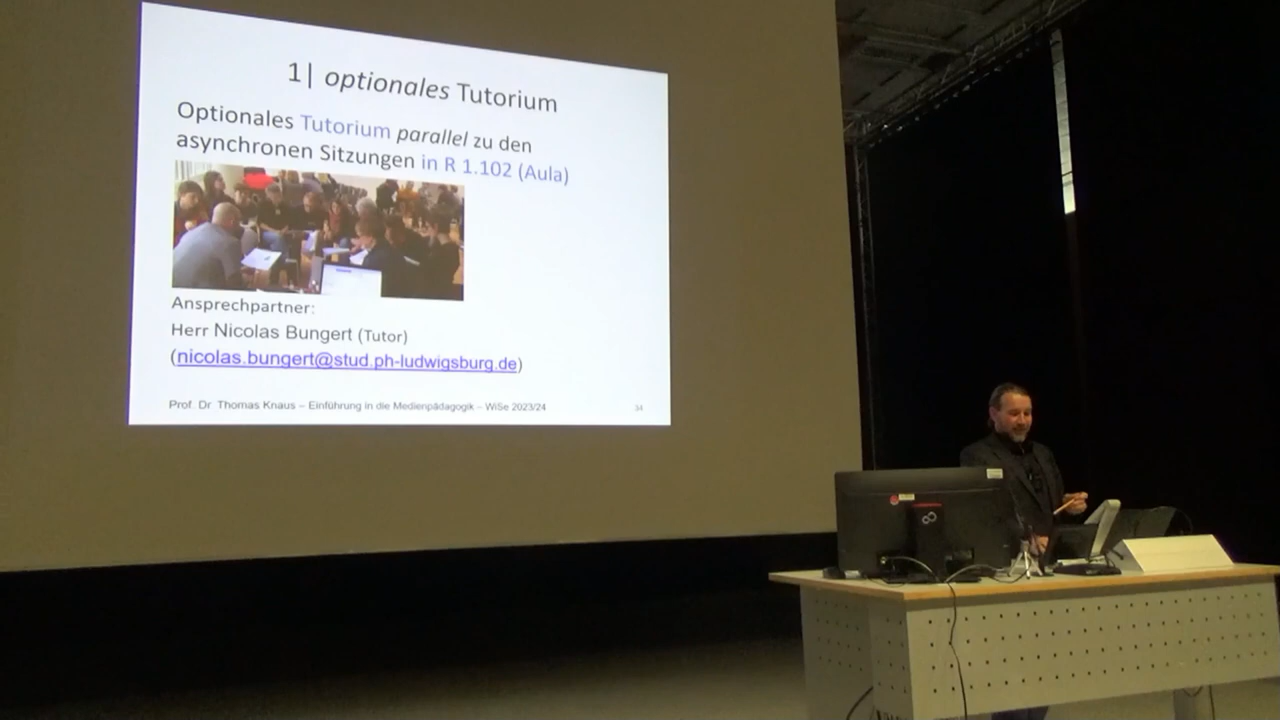 1| optionales Tutorium
Optionales Tutorium parallel zu den
asynchronen Sitzungen in R 1.102 (Aula)
Ansprechpartner:
Herr Nicolas Bungert (Tutor)
(nicolas.bungert@stud.ph-ludwigsburg.de)
Prof. Dr. Thomas Knaus – Einführung in die Medienpädagogik – WiSe 2023/24
34